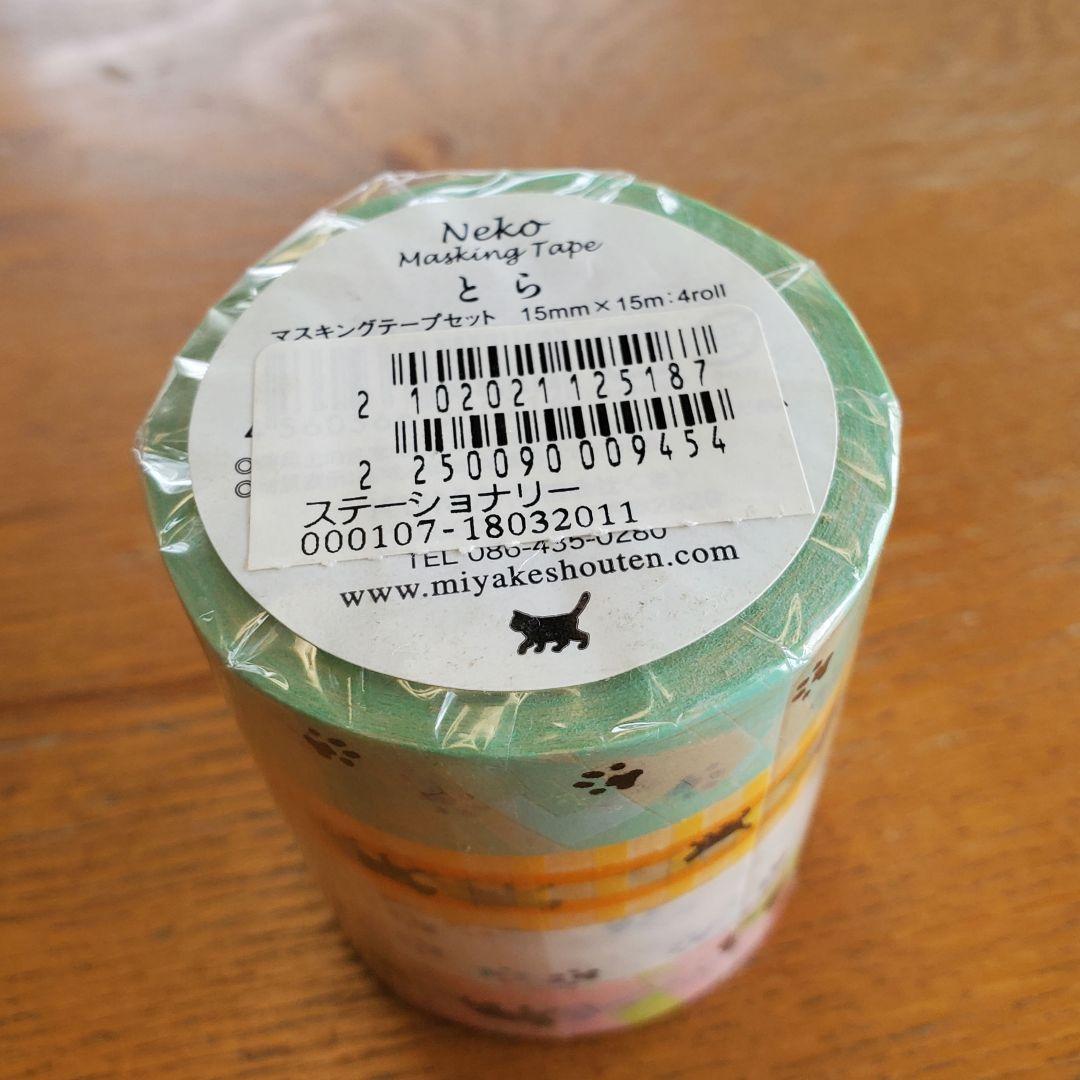 Neko
Masking Tape
とら
マスキングテープセット 15mm×15m:4roll
2 102021 125187
2 250090 009454
ステーショナリー
000107-18032011
TEL 086-435-0280
www.miyakeshouten.com